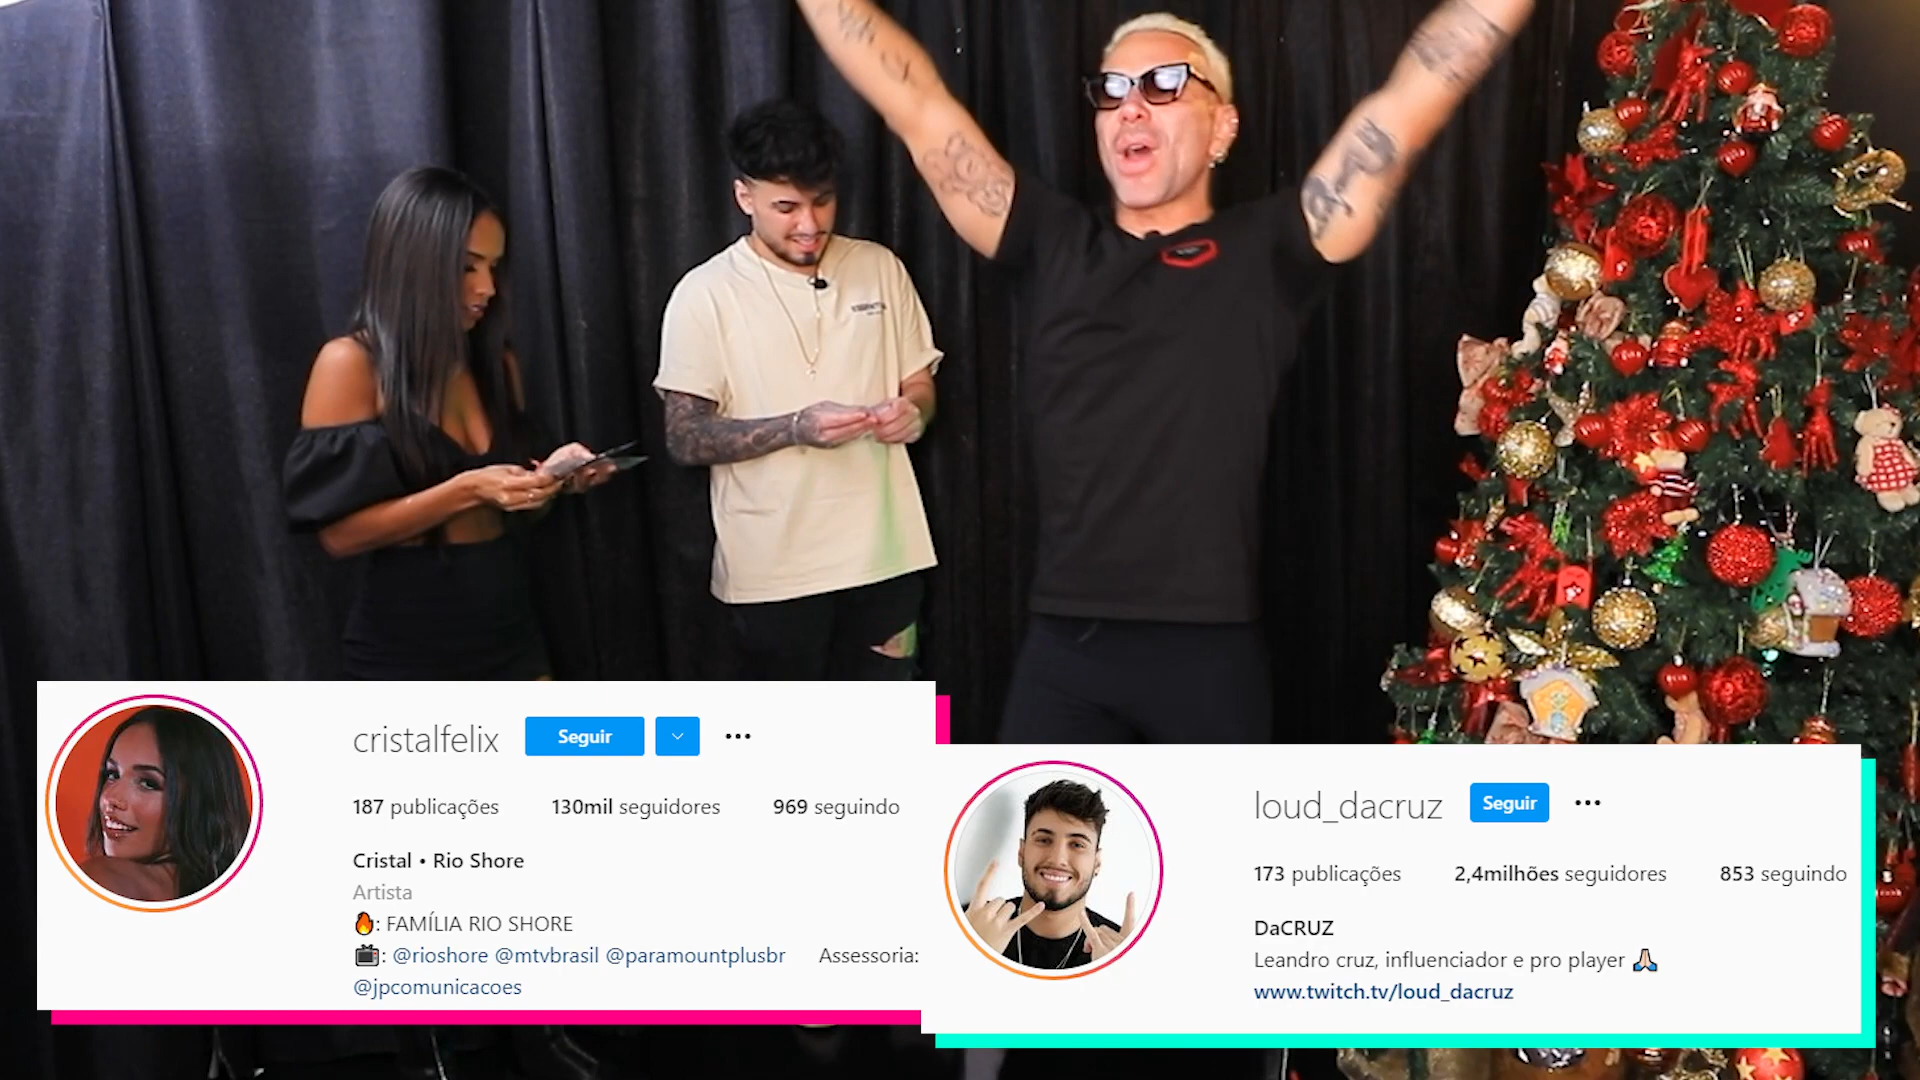 cristalfelix Seguir
187 publicações 130mil seguidores 969 seguindo
Cristal • Rio Shore
Artista
🔥: FAMÍLIA RIO SHORE
📺: @rioshore @mtvbrasil @paramountplusbr Assessoria:
@jpcomunicacoes
loud_dacruz Seguir
173 publicações 2,4milhões seguidores 853 seguindo
DaCRUZ
Leandro cruz, influenciador e pro player 🙏🏻
www.twitch.tv/loud_dacruz